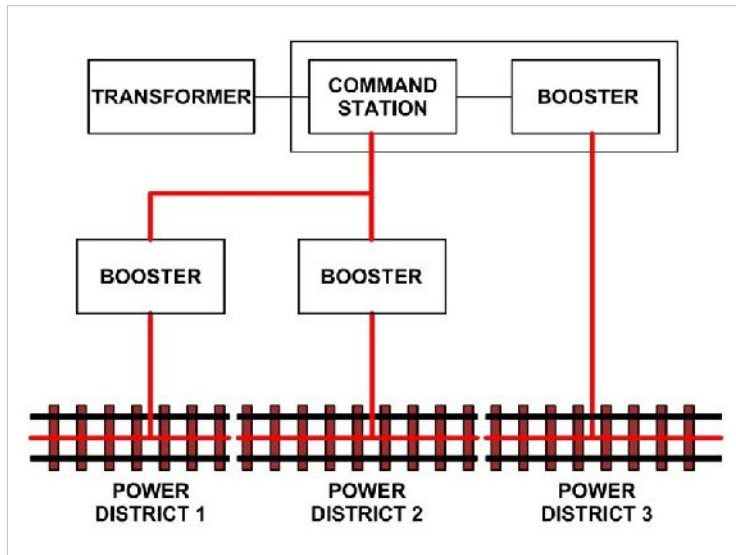 TRANSFORMER
COMMAND
STATION
BOOSTER
BOOSTER
BOOSTER
POWER
DISTRICT 1
POWER
DISTRICT 2
POWER
DISTRICT 3